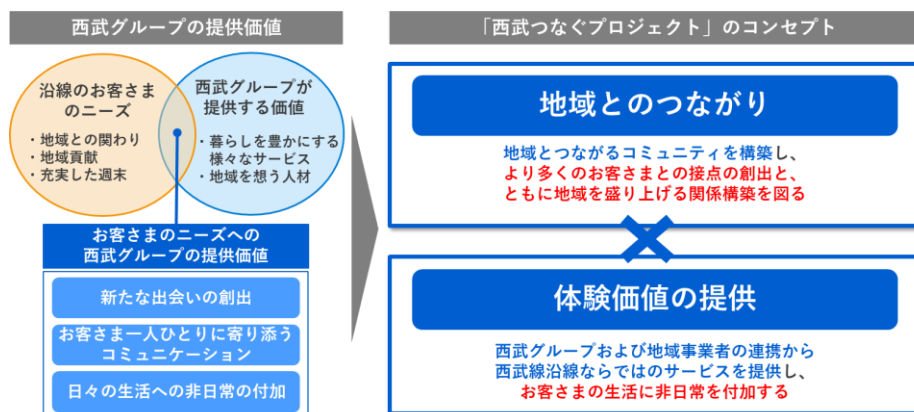 西武グループの提供価値
沿線のお客さま
のニーズ
・地域との関わり
・地域貢献
・充実した週末
西武グループが
提供する価値
・暮らしを豊かにする
様々なサービス
・地域を想う人材
お客さまのニーズへの
西武グループの提供価値
新たな出会いの創出
お客さま一人ひとりに寄り添う
コミュニケーション
日々の生活への非日常の付加
「西武つなぐプロジェクト」のコンセプト
地域とのつながり
地域とつながるコミュニティを構築し、
より多くのお客さまとの接点の創出と、
ともに地域を盛り上げる関係構築を図る
体験価値の提供
西武グループおよび地域事業者の連携から
西武線沿線ならではのサービスを提供し、
お客さまの生活に非日常を付加する